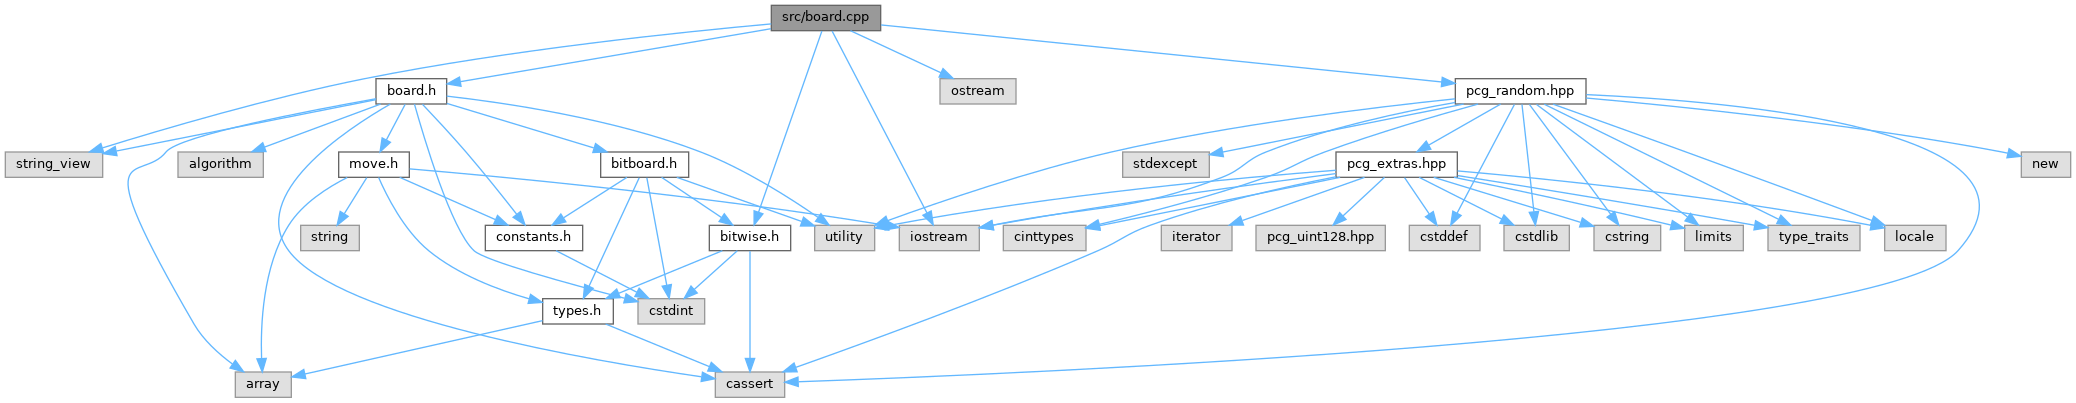 src/board.cpp
board.h
ostream
pcg_random.hpp
string_view
algorithm
move.h
bitboard.h
stdexcept
pcg_extras.hpp
new
string
constants.h
bitwise.h
utility
iostream
cinttypes
iterator
pcg_uint128.hpp
cstddef
cstdlib
cstring
limits
type_traits
locale
types.h
cstdint
array
cassert